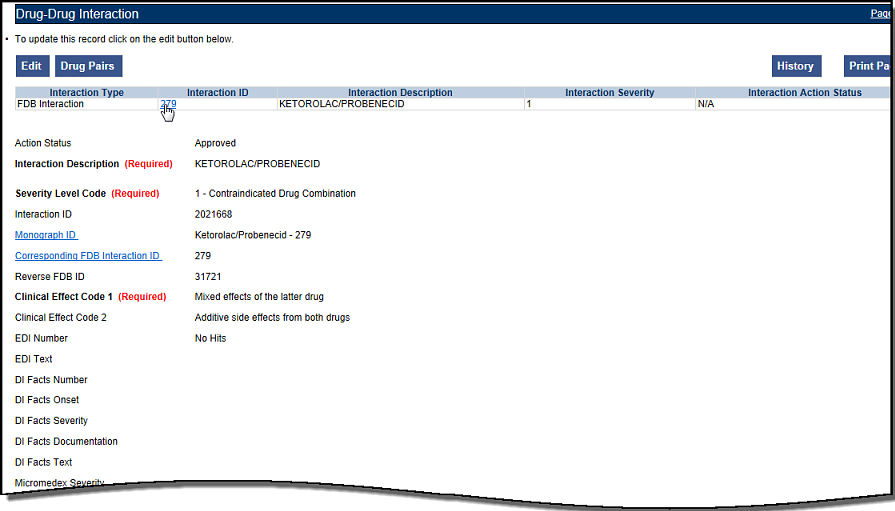 Drug-Drug Interaction Page
• To update this record click on the edit button below.
Edit Drug Pairs History Print Pa
Interaction Type Interaction ID Interaction Description Interaction Severity Interaction Action Status
FDB Interaction 279 KETOROLAC/PROBENECID 1 N/A
Action Status Approved
Interaction Description (Required) KETOROLAC/PROBENECID
Severity Level Code (Required) 1 - Contraindicated Drug Combination
Interaction ID 2021668
Monograph ID Ketorolac/Probenecid - 279
Corresponding FDB Interaction ID 279
Reverse FDB ID 31721
Clinical Effect Code 1 (Required) Mixed effects of the latter drug
Clinical Effect Code 2 Additive side effects from both drugs
EDI Number No Hits
EDI Text
DI Facts Number
DI Facts Onset
DI Facts Severity
DI Facts Documentation
DI Facts Text
Micromedex Severity